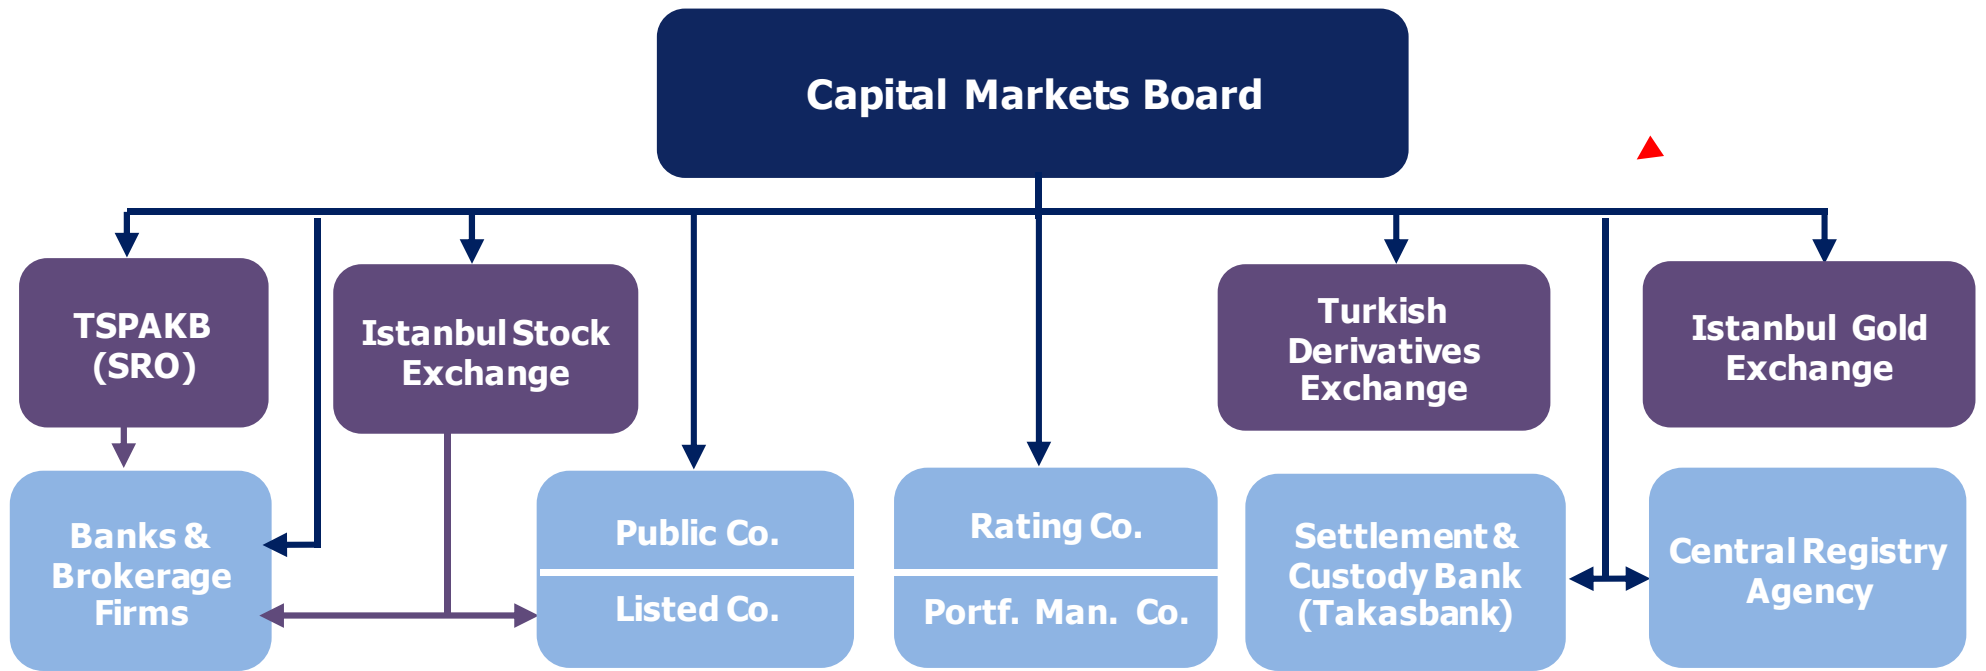 Capital Markets Board
TSPAKB
(SRO)
Istanbul Stock
Exchange
Turkish
Derivatives
Exchange
Istanbul Gold
Exchange
Banks &
Brokerage
Firms
Public Co.
Listed Co.
Rating Co.
Portf. Man. Co.
Settlement &
Custody Bank
(Takasbank)
Central Registry
Agency